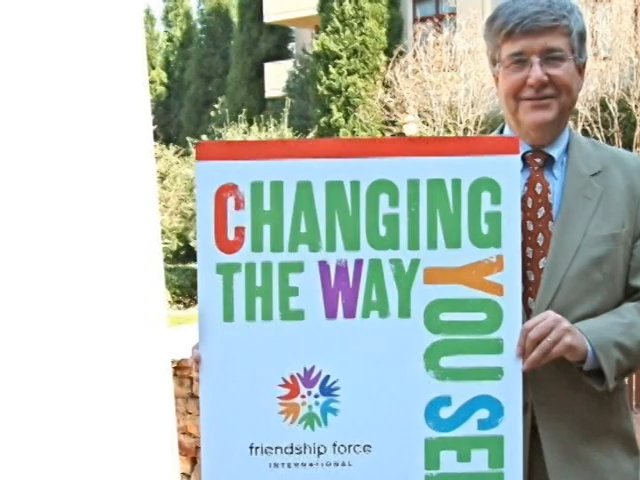 CHANGING
THE WAY
YOU SE
friendship force
INTERNATIONAL